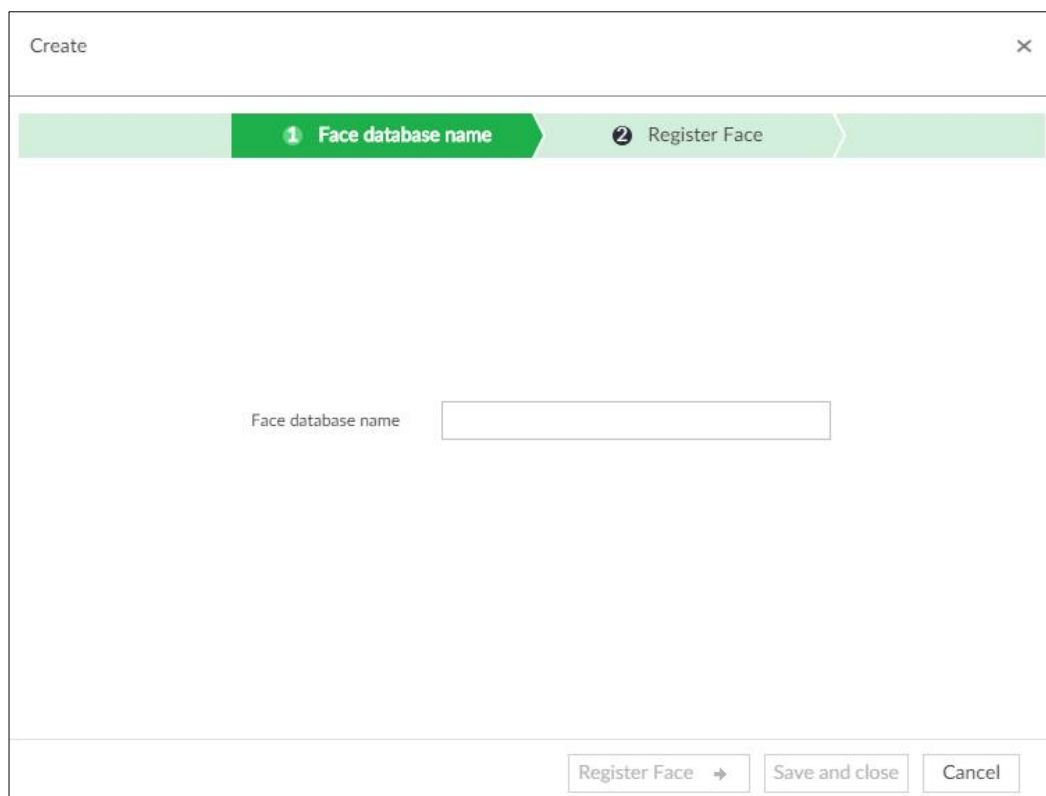 Create
1 Face database name 2 Register Face
Face database name
Register Face Save and close Cancel